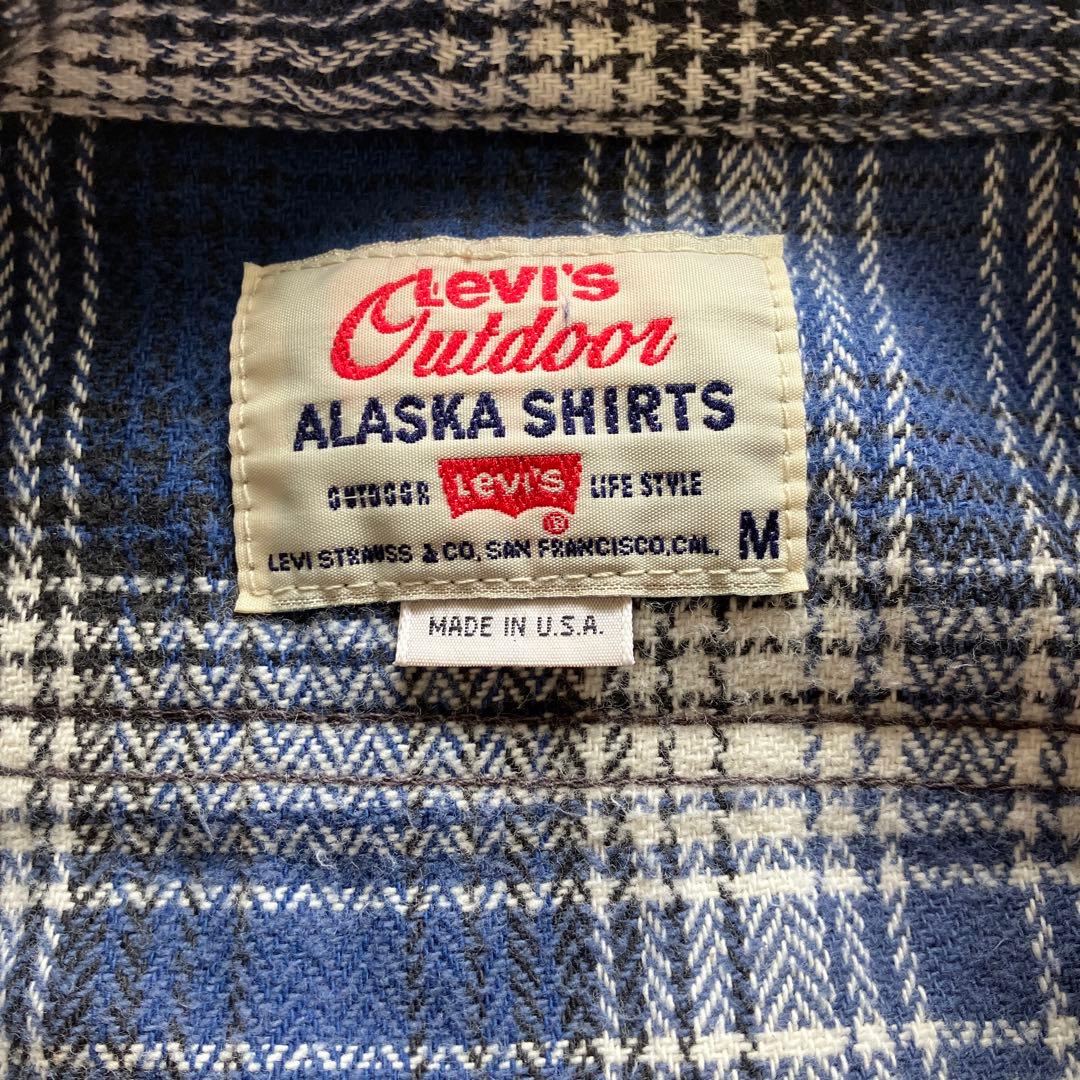 Levi's
Outdoor
ALASKA SHIRTS
OUTDOOR Levi's ® LIFE STYLE
LEVI STRAUSS & CO. SAN FRANCISCO, CAL. M
MADE IN U.S.A.